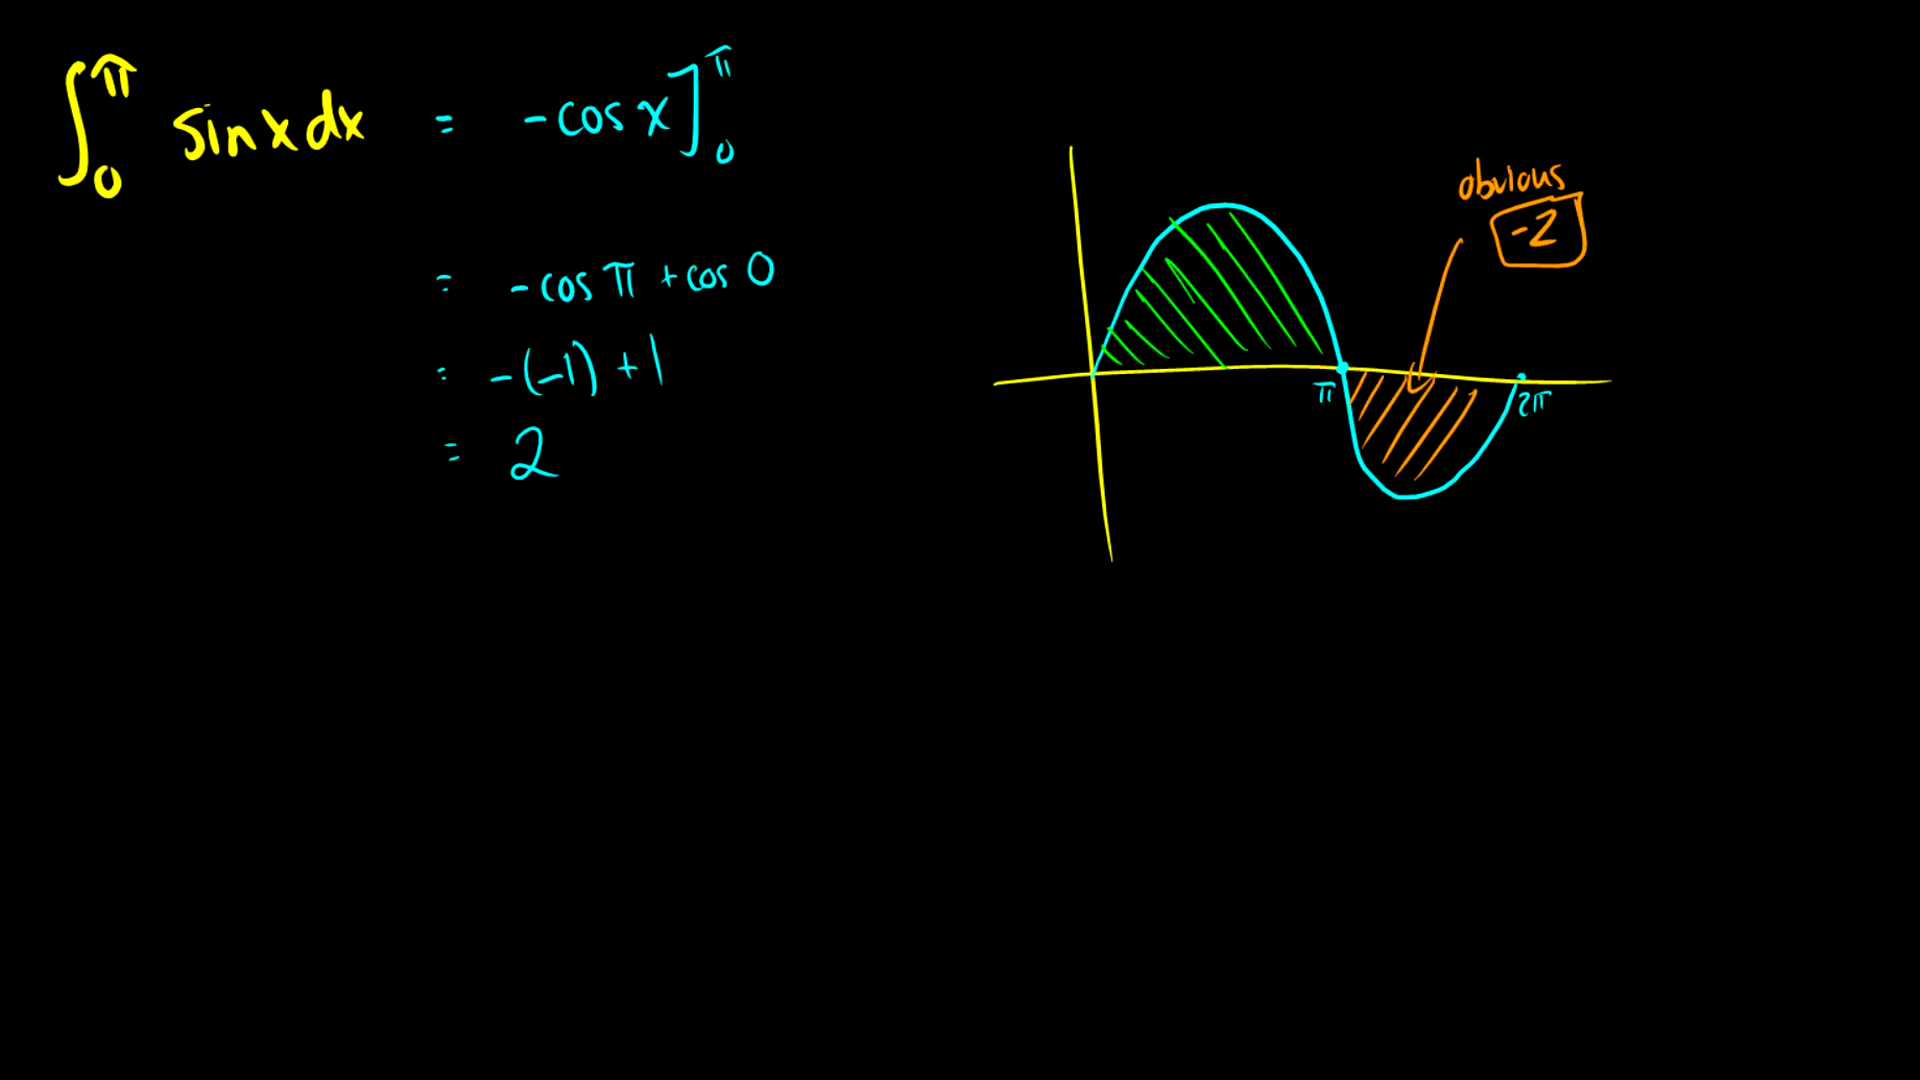 ∫₀^π sin x dx = -cos x]₀^π
= -cos π + cos 0
= -(-1) + 1
= 2
obvious
-2
π
2π